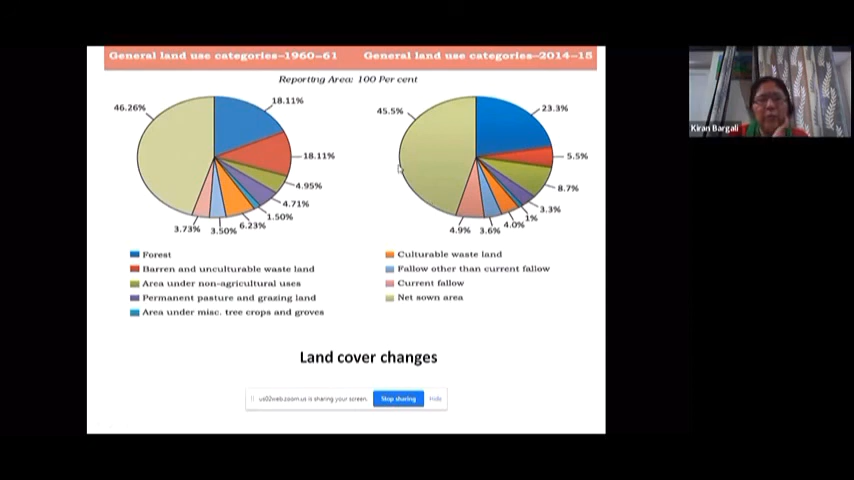 General land use categories-1960-61
General land use categories-2014-15
Reporting Area: 100 Per cent
46.26%
18.11%
18.11%
4.95%
4.71%
1.50%
6.23%
3.50%
3.73%
45.5%
23.3%
5.5%
8.7%
3.3%
1%
4.0%
3.6%
4.9%
Forest
Barren and unculturable waste land
Area under non-agricultural uses
Permanent pasture and grazing land
Area under misc. tree crops and groves
Culturable waste land
Fallow other than current fallow
Current fallow
Net sown area
Land cover changes
us02web.zoom.us is sharing your screen.
Stop sharing
Hide
Kiran Bargali